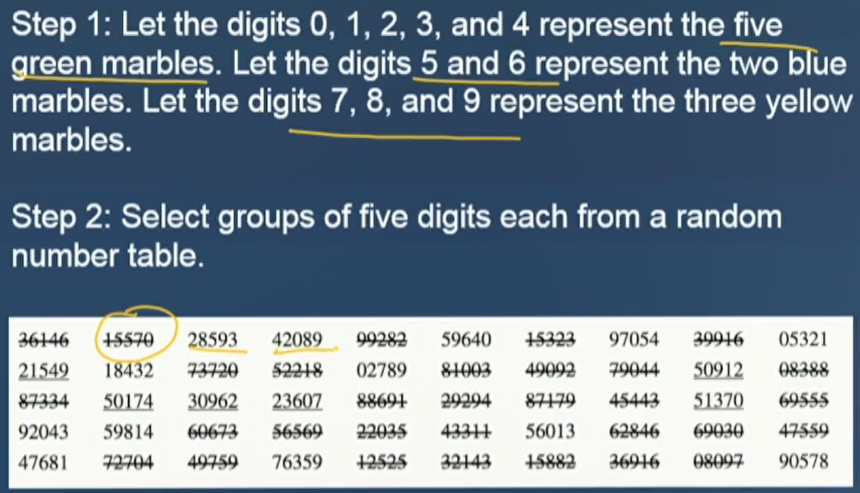 Step 1: Let the digits 0, 1, 2, 3, and 4 represent the five
green marbles. Let the digits 5 and 6 represent the two blue
marbles. Let the digits 7, 8, and 9 represent the three yellow
marbles.
Step 2: Select groups of five digits each from a random
number table.
36146 15570 28593 42089 99282 59640 15323 97054 39916 05321
21549 18432 73720 52218 02789 81003 49092 79044 50912 08388
87334 50174 30962 23607 88691 29294 87179 45443 51370 69555
92043 59814 60673 56569 22035 43311 56013 62846 69030 47559
47681 72704 49759 76359 12525 32143 15882 36916 08097 90578